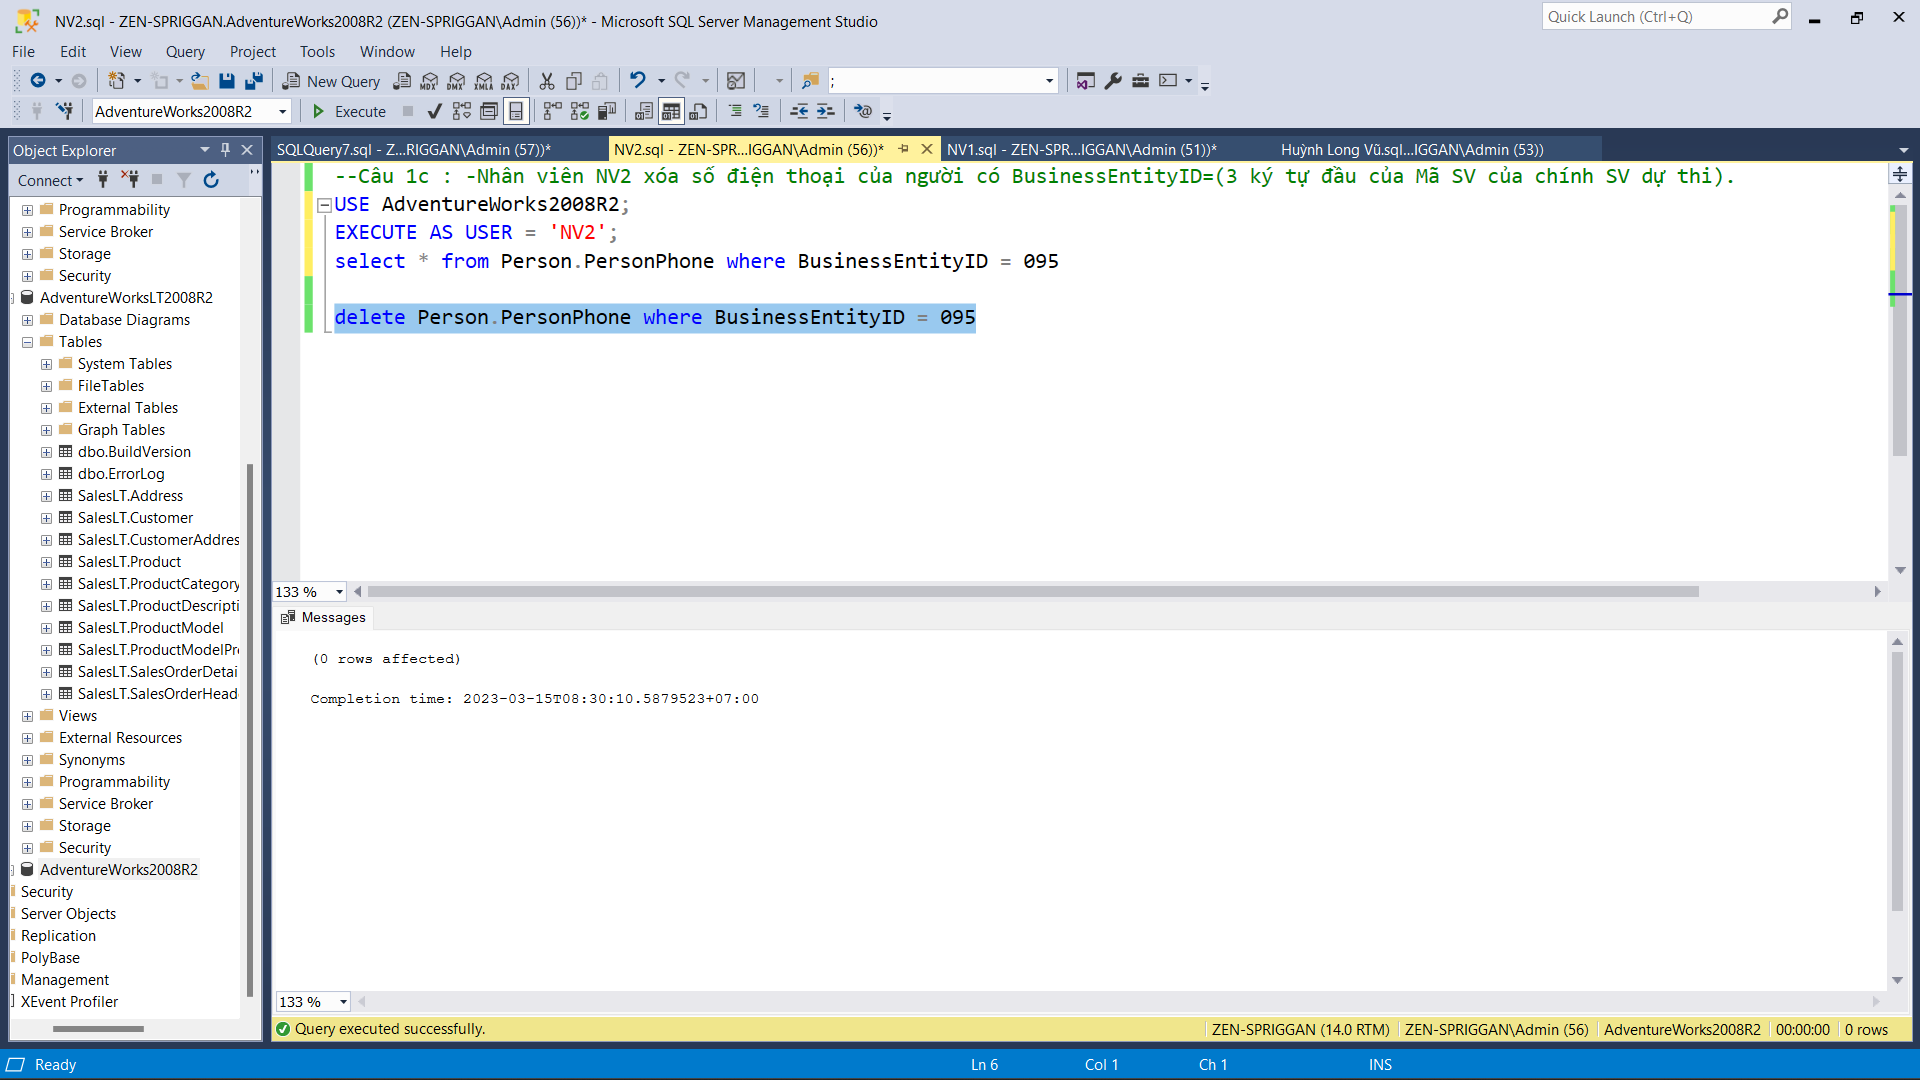 NV2.sql - ZEN-SPRIGGAN.AdventureWorks2008R2 (ZEN-SPRIGGAN\Admin (56))* - Microsoft SQL Server Management Studio
Quick Launch (Ctrl+Q)
File Edit View Query Project Tools Window Help
New Query
MDX DMX XMLA DAX
;
AdventureWorks2008R2
Execute
Object Explorer
Connect
Programmability
Service Broker
Storage
Security
AdventureWorksLT2008R2
Database Diagrams
Tables
System Tables
FileTables
External Tables
Graph Tables
dbo.BuildVersion
dbo.ErrorLog
SalesLT.Address
SalesLT.Customer
SalesLT.CustomerAddres
SalesLT.Product
SalesLT.ProductCategory
SalesLT.ProductDescripti
SalesLT.ProductModel
SalesLT.ProductModelPr
SalesLT.SalesOrderDetai
SalesLT.SalesOrderHead
Views
External Resources
Synonyms
Programmability
Service Broker
Storage
Security
AdventureWorks2008R2
Security
Server Objects
Replication
PolyBase
Management
XEvent Profiler
SQLQuery7.sql - Z...RIGGAN\Admin (57))*
NV2.sql - ZEN-SPR...IGGAN\Admin (56))*
NV1.sql - ZEN-SPR...IGGAN\Admin (51))*
Huỳnh Long Vũ.sql...IGGAN\Admin (53))
--Câu 1c : -Nhân viên NV2 xóa số điện thoại của người có BusinessEntityID=(3 ký tự đầu của Mã SV của chính SV dự thi).
USE AdventureWorks2008R2;
EXECUTE AS USER = 'NV2';
select * from Person.PersonPhone where BusinessEntityID = 095
delete Person.PersonPhone where BusinessEntityID = 095
133 %
Messages
(0 rows affected)
Completion time: 2023-03-15T08:30:10.5879523+07:00
133 %
Query executed successfully.
ZEN-SPRIGGAN (14.0 RTM) ZEN-SPRIGGAN\Admin (56) AdventureWorks2008R2 00:00:00 0 rows
Ready Ln 6 Col 1 Ch 1 INS